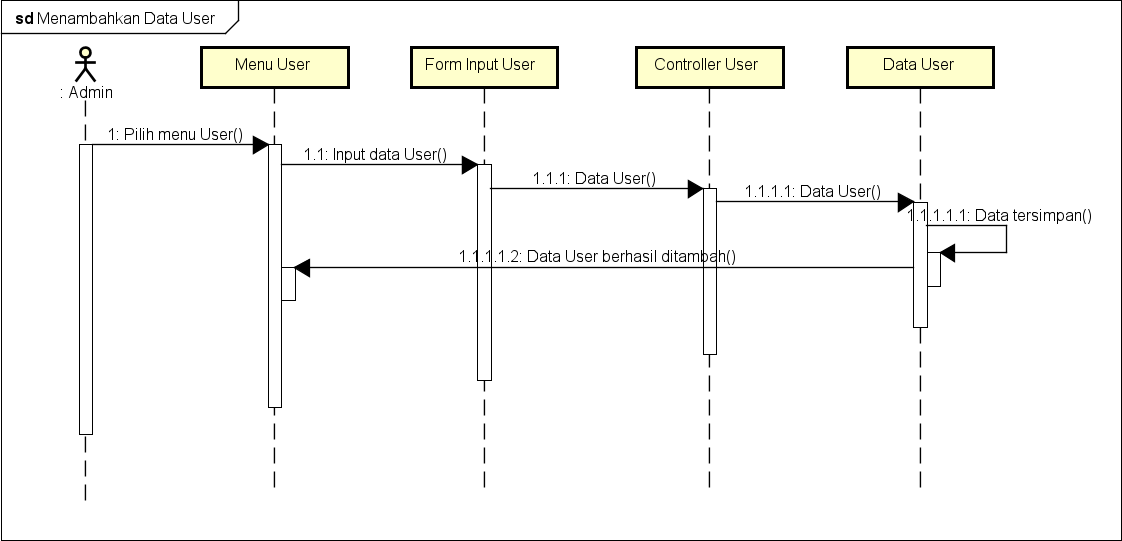 sd Menambahkan Data User
: Admin
Menu User
Form Input User
Controller User
Data User
1: Pilih menu User()
1.1: Input data User()
1.1.1: Data User()
1.1.1.1: Data User()
1.1.1.1.1: Data tersimpan()
1.1.1.1.2: Data User berhasil ditambah()